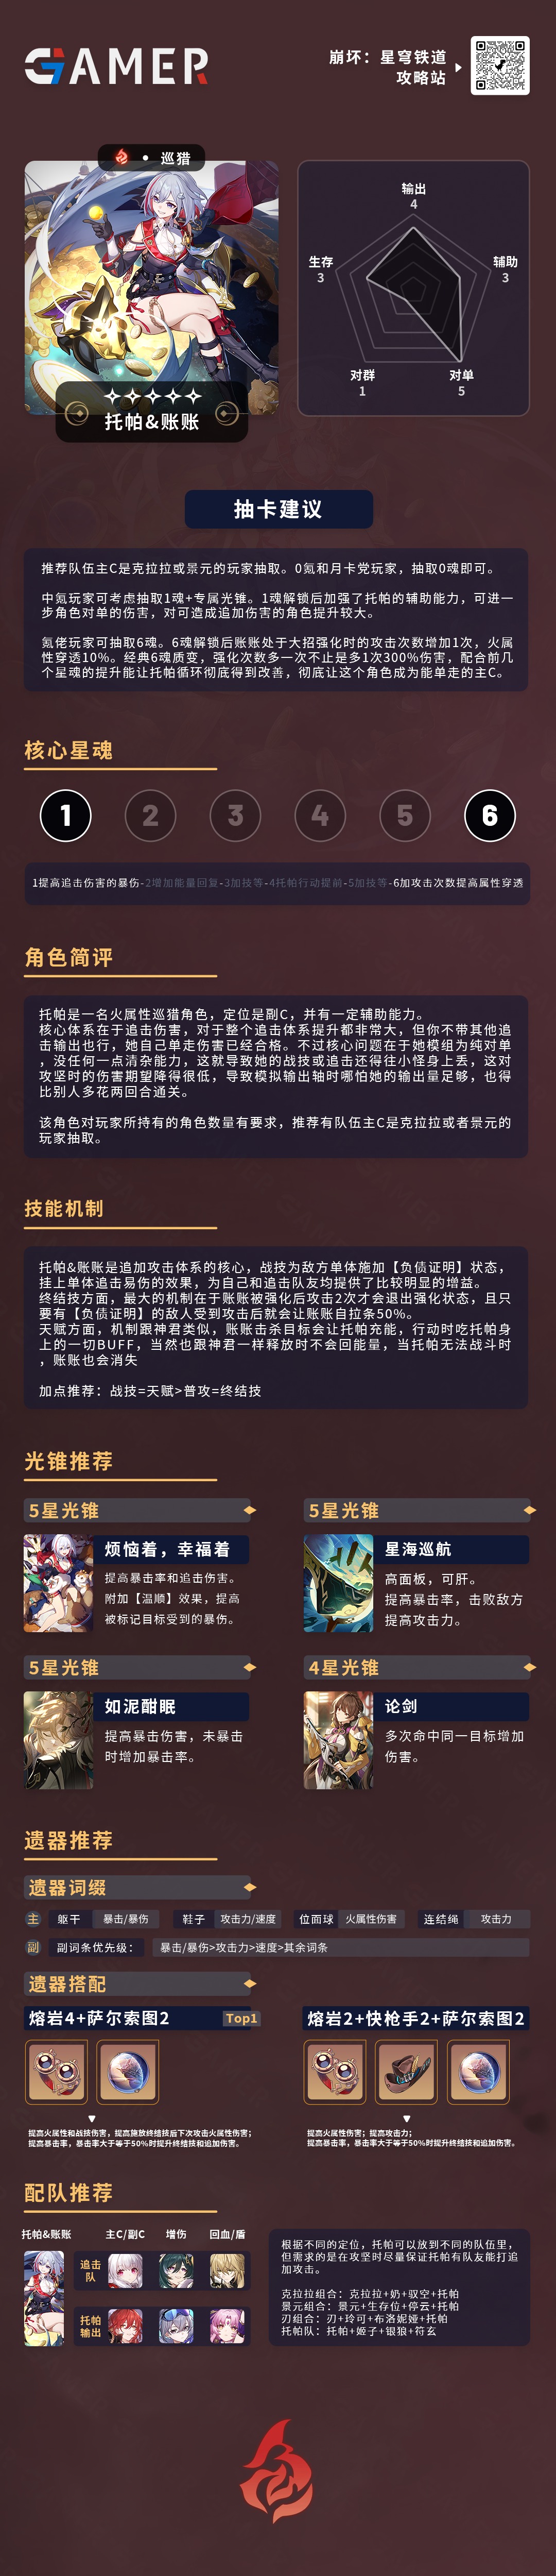 GAMER
崩坏：星穹铁道
攻略站
巡猎
托帕&账账
输出
4
生存
3
辅助
3
对群
1
对单
5
抽卡建议
推荐队伍主C是克拉拉或景元的玩家抽取。0氪和月卡党玩家，抽取0魂即可。
中氪玩家可考虑抽取1魂+专属光锥。1魂解锁后加强了托帕的辅助能力，可进一
步角色对单的伤害，对可造成追加伤害的角色提升较大。
氪佬玩家可抽取6魂。6魂解锁后账账处于大招强化时的攻击次数增加1次，火属
性穿透10%。经典6魂质变，强化次数多一次不止是多1次300%伤害，配合前几
个星魂的提升能让托帕循环彻底得到改善，彻底让这个角色成为能单走的主C。
核心星魂
1
2
3
4
5
6
1提高追击伤害的暴伤-2增加能量回复-3加技等-4托帕行动提前-5加技等-6加攻击次数提高属性穿透
角色简评
托帕是一名火属性巡猎角色，定位是副C，并有一定辅助能力。
核心体系在于追击伤害，对于整个追击体系提升都非常大，但你不带其他追
击输出也行，她自己单走伤害已经合格。不过核心问题在于她模组为纯对单
，没任何一点清杂能力，这就导致她的战技或追击还得往小怪身上丢，这对
攻坚时的伤害期望降得很低，导致模拟输出轴时哪怕她的输出量足够，也得
比别人多花两回合通关。
该角色对玩家所持有的角色数量有要求，推荐有队伍主C是克拉拉或者景元的
玩家抽取。
技能机制
托帕&账账是追加攻击体系的核心，战技为敌方单体施加【负债证明】状态，
挂上单体追击易伤的效果，为自己和追击队友均提供了比较明显的增益。
终结技方面，最大的机制在于账账被强化后攻击2次才会退出强化状态，且只
要有【负债证明】的敌人受到攻击后就会让账账自拉条50%。
天赋方面，机制跟神君类似，账账击杀目标会让托帕充能，行动时吃托帕身
上的一切BUFF，当然也跟神君一样释放时不会回能量，当托帕无法战斗时
，账账也会消失
加点推荐：战技=天赋>普攻=终结技
光锥推荐
5星光锥
烦恼着，幸福着
提高暴击率和追击伤害。
附加【温顺】效果，提高
被标记目标受到的暴伤。
5星光锥
星海巡航
高面板，可肝。
提高暴击率，击败敌方
提高攻击力。
5星光锥
如泥酣眠
提高暴击伤害，未暴击
时增加暴击率。
4星光锥
论剑
多次命中同一目标增加
伤害。
遗器推荐
遗器词缀
主 躯干 暴击/暴伤 鞋子 攻击力/速度 位面球 火属性伤害 连结绳 攻击力
副 副词条优先级： 暴击/暴伤>攻击力>速度>其余词条
遗器搭配
熔岩4+萨尔索图2 Top1
提高火属性和战技伤害，提高施放终结技后下次攻击火属性伤害；
提高暴击率，暴击率大于等于50%时提升终结技和追加伤害。
熔岩2+快枪手2+萨尔索图2
提高火属性伤害；提高攻击力；
提高暴击率，暴击率大于等于50%时提升终结技和追加伤害。
配队推荐
托帕&账账 主C/副C 增伤 回血/盾
追击
队
托帕
输出
根据不同的定位，托帕可以放到不同的队伍里，
但需求的是在攻坚时尽量保证托帕有队友能打追
加攻击。
克拉拉组合：克拉拉+奶+驭空+托帕
景元组合：景元+生存位+停云+托帕
刃组合：刃+玲可+布洛妮娅+托帕
托帕队：托帕+姬子+银狼+符玄